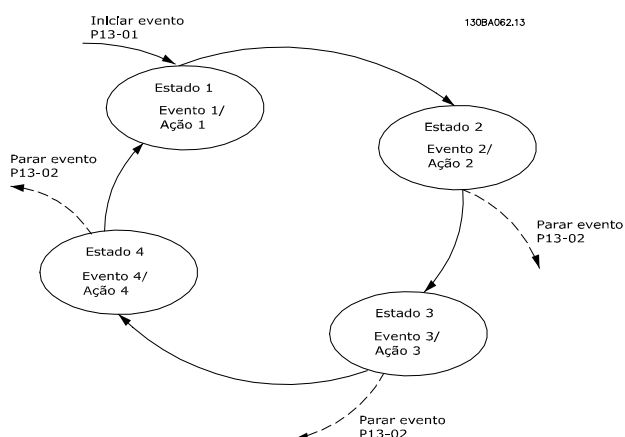 Iniciar evento
P13-01
130BA062.13
Estado 1
Evento 1/
Ação 1
Estado 2
Evento 2/
Ação 2
Parar evento
P13-02
Parar evento
P13-02
Estado 4
Evento 4/
Ação 4
Estado 3
Evento 3/
Ação 3
Parar evento
P13-02